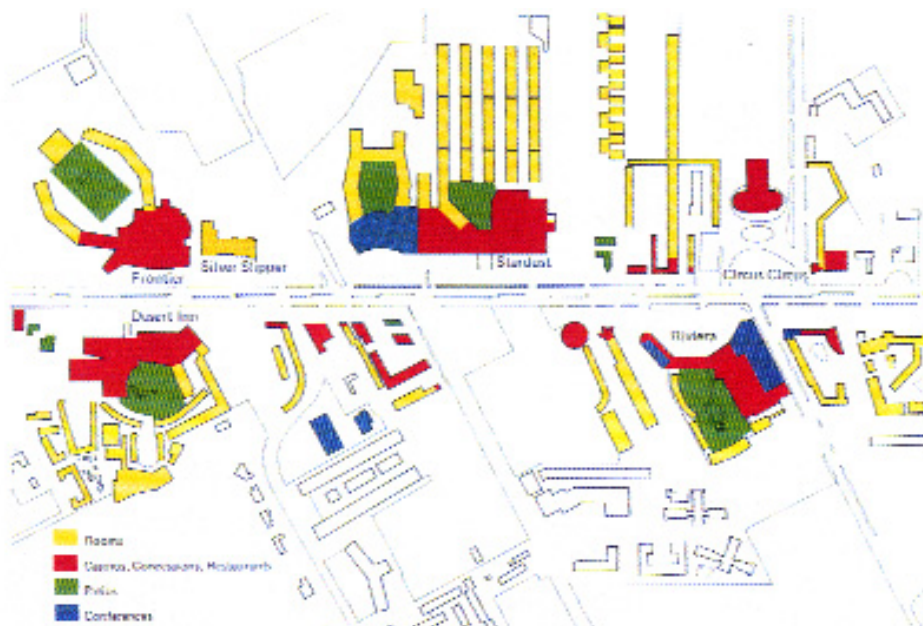 Frontier
Silver Slipper
Stardust
Circus Circus
Desert Inn
Riviera
Rooms
Casinos, Concessions, Restaurants
Patios
Conferences